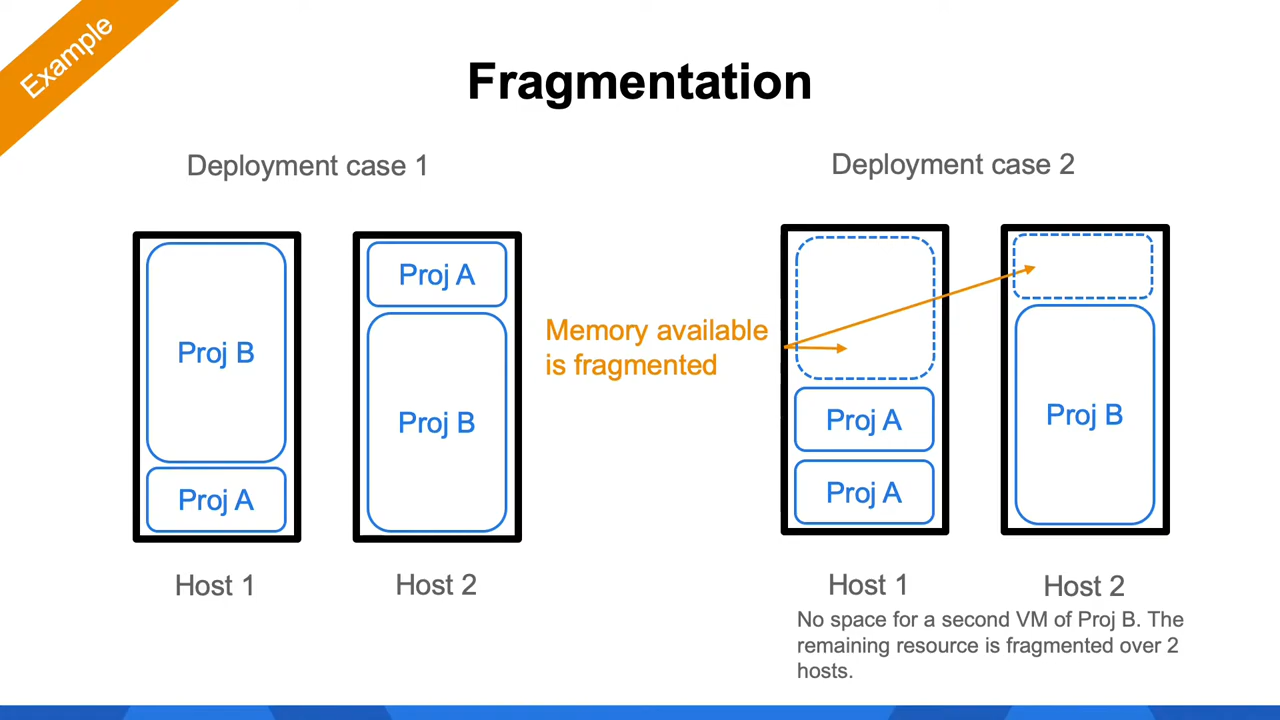 Example
Fragmentation
Deployment case 1
Proj B
Proj A
Host 1
Proj A
Proj B
Host 2
Memory available
is fragmented
Deployment case 2
Proj A
Proj A
Host 1
Proj B
Host 2
No space for a second VM of Proj B. The
remaining resource is fragmented over 2
hosts.